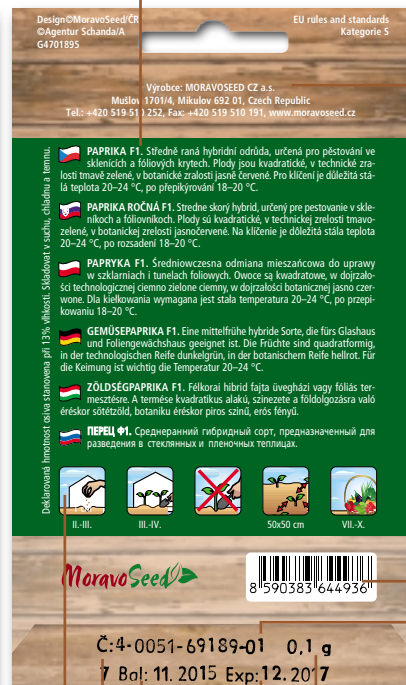 Design©MoravoSeed/ČR
©Agentur Schanda/A
G4701895
EU rules and standards
Kategorie S
Výrobce: MORAVOSEED CZ a.s.
Mušlov 1701/4, Mikulov 692 01, Czech Republic
Tel.: +420 519 510 252, Fax: +420 519 510 191, www.moravoseed.cz
Deklarovaná hmotnost osiva stanovena při 13% vlhkosti. Skladovat v suchu, chladnu a temnu.
PAPRIKA F1. Středně raná hybridní odrůda, určená pro pěstování ve
sklenících a fóliových krytech. Plody jsou kvadratické, v technické zra-
losti tmavě zelené, v botanické zralosti jasně červené. Pro klíčení je důležitá stá-
lá teplota 20–24 °C, po přepikýrování 18–20 °C.
PAPRIKA ROČNÁ F1. Stredne skorý hybrid, určený pre pestovanie v skle-
níkoch a fóliovníkoch. Plody sú kvadratické, v technickej zrelosti tmavo-
zelené, v botanickej zrelosti jasnočervené. Na klíčenie je dôležitá stála teplota
20–24 °C, po rozsadení 18–20 °C.
PAPRYKA F1. Średniowczesna odmiana mieszańcowa do uprawy
w szklarniach i tunelach foliowych. Owoce są kwadratowe, w dojrzało-
ści technologicznej ciemno zielone ciemny, w dojrzałości botanicznej jasno czer-
wone. Dla kiełkowania wymagana jest stała temperatura 20–24 °C, po przepi-
kowaniu 18–20 °C.
GEMÜSEPAPRIKA F1. Eine mittelfrühe hybride Sorte, die fürs Glashaus
und Foliengewächshaus geeignet ist. Die Früchte sind quadratförmig,
in der technologischen Reife dunkelgrün, in der botanischern Reife hellrot. Für
die Keimung ist wichtig die Temperatur 20–24 °C.
ZÖLDSÉGPAPRIKA F1. Félkorai hibrid fajta üvegházi vagy fóliás ter-
mesztésre. A termése kvadratikus alakú, szinezete a földolgozásra való
éréskor sötétzöld, botaniku éréskor piros szinű, erós fényű.
ПЕРЕЦ Ф1. Среднеранний гибридный сорт, предназначенный для
разведения в стеклянных и пленочных теплицах.
II.-III.
III.-IV.
50x50 cm
VII.-X.
MoravoSeed
8 590383 644936
Č:4-0051-69189-01 0,1 g
7 Bal: 11. 2015 Exp:12. 2017